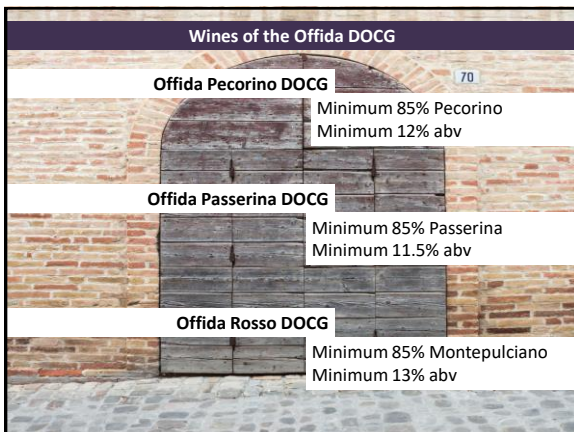 Wines of the Offida DOCG
70
Offida Pecorino DOCG
Minimum 85% Pecorino
Minimum 12% abv
Offida Passerina DOCG
Minimum 85% Passerina
Minimum 11.5% abv
Offida Rosso DOCG
Minimum 85% Montepulciano
Minimum 13% abv